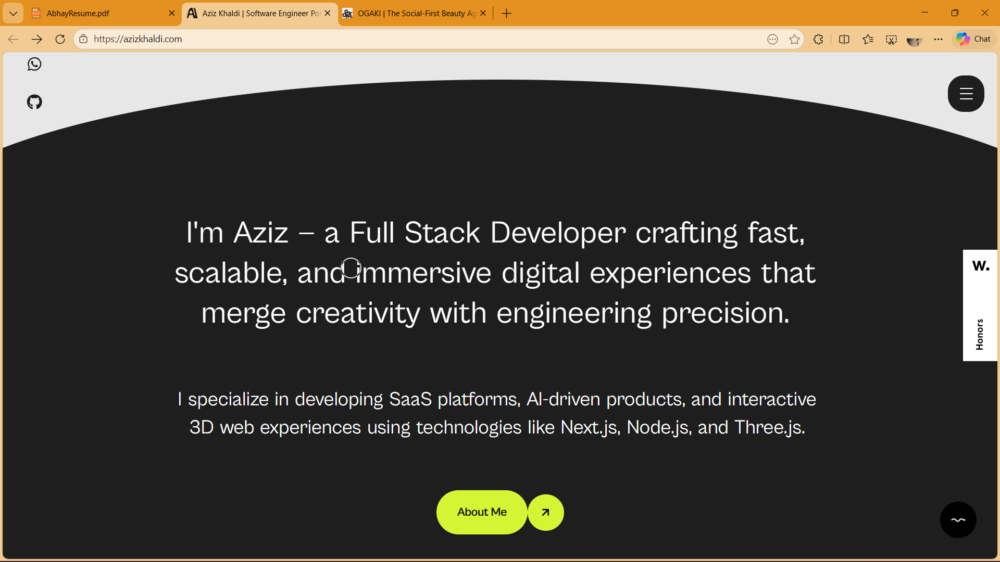 AbhayResume.pdf
Aziz Khaldi | Software Engineer Por
OGAKI | The Social-First Beauty Ag
https://azizkhaldi.com
Chat
I'm Aziz – a Full Stack Developer crafting fast,
scalable, and immersive digital experiences that
merge creativity with engineering precision.
W.
Honors
I specialize in developing SaaS platforms, AI-driven products, and interactive
3D web experiences using technologies like Next.js, Node.js, and Three.js.
About Me